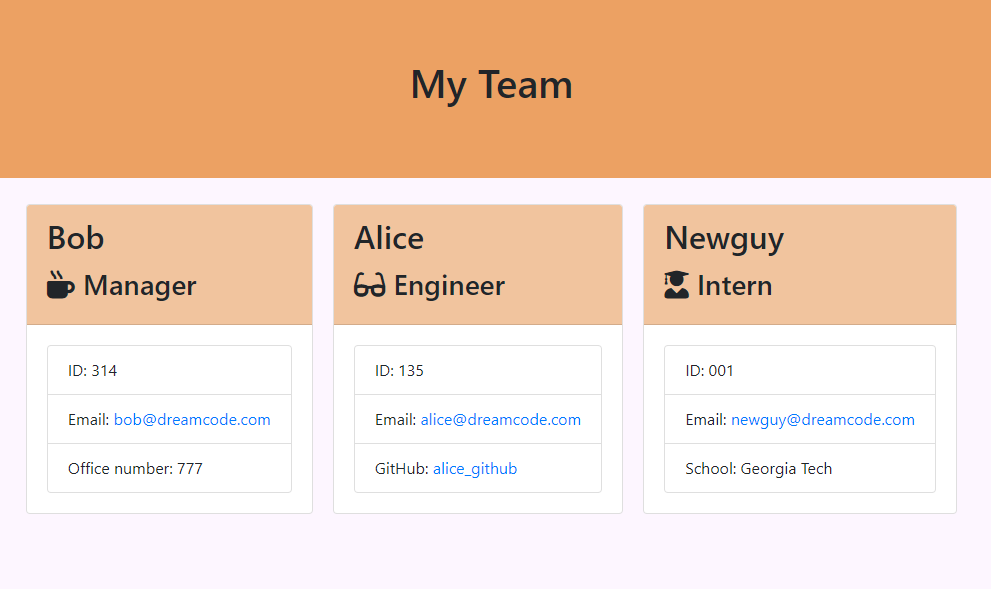 My Team
Bob
Manager
ID: 314
Email: bob@dreamcode.com
Office number: 777
Alice
Engineer
ID: 135
Email: alice@dreamcode.com
GitHub: alice_github
Newguy
Intern
ID: 001
Email: newguy@dreamcode.com
School: Georgia Tech